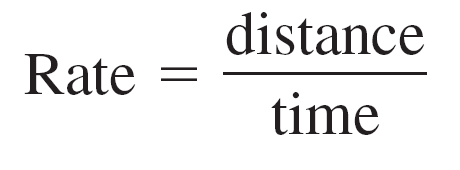 Rate = distance
time